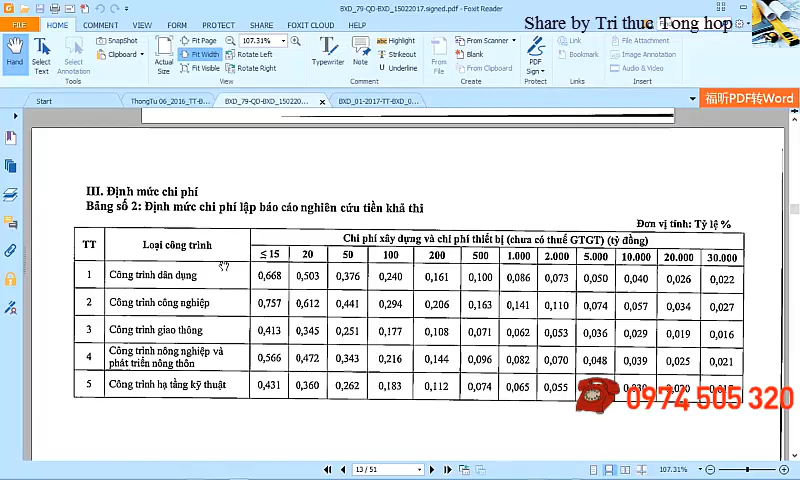 BXD_79-QD-BXD_15022017.signed.pdf - Foxit Reader
Share by Tri thuc Tong hop
FILE HOME COMMENT VIEW FORM PROTECT SHARE FOXIT CLOUD HELP
Hand
Select Text
Select Annotation
SnapShot
Clipboard
Tools
Actual Size
Fit Page
Fit Width
Fit Visible
107.31%
Rotate Left
Rotate Right
View
Typewriter
Note
Highlight
Strikeout
Underline
Comment
From File
From Scanner
Blank
From Clipboard
Create
PDF Sign
Protect
Link
Bookmark
Links
File Attachment
Image Annotation
Audio & Video
Insert
Start
ThongTu 06_2016_TT-B...
BXD_79-QD-BXD_150220...
BXD_01-2017-TT-BXD_0...
福昕PDF转Word
III. Định mức chi phí
Bảng số 2: Định mức chi phí lập báo cáo nghiên cứu tiền khả thi
Đơn vị tính: Tỷ lệ %
TT Loại công trình Chi phí xây dựng và chi phí thiết bị (chưa có thuế GTGT) (tỷ đồng)
≤ 15 20 50 100 200 500 1.000 2.000 5.000 10.000 20.000 30.000
1 Công trình dân dụng 0,668 0,503 0,376 0,240 0,161 0,100 0,086 0,073 0,050 0,040 0,026 0,022
2 Công trình công nghiệp 0,757 0,612 0,441 0,294 0,206 0,163 0,141 0,110 0,074 0,057 0,034 0,027
3 Công trình giao thông 0,413 0,345 0,251 0,177 0,108 0,071 0,062 0,053 0,036 0,029 0,019 0,016
4 Công trình nông nghiệp và phát triển nông thôn 0,566 0,472 0,343 0,216 0,144 0,096 0,082 0,070 0,048 0,039 0,025 0,021
5 Công trình hạ tầng kỹ thuật 0,431 0,360 0,262 0,183 0,112 0,074 0,065 0,055
0974 505 320
13 / 51
107.31%